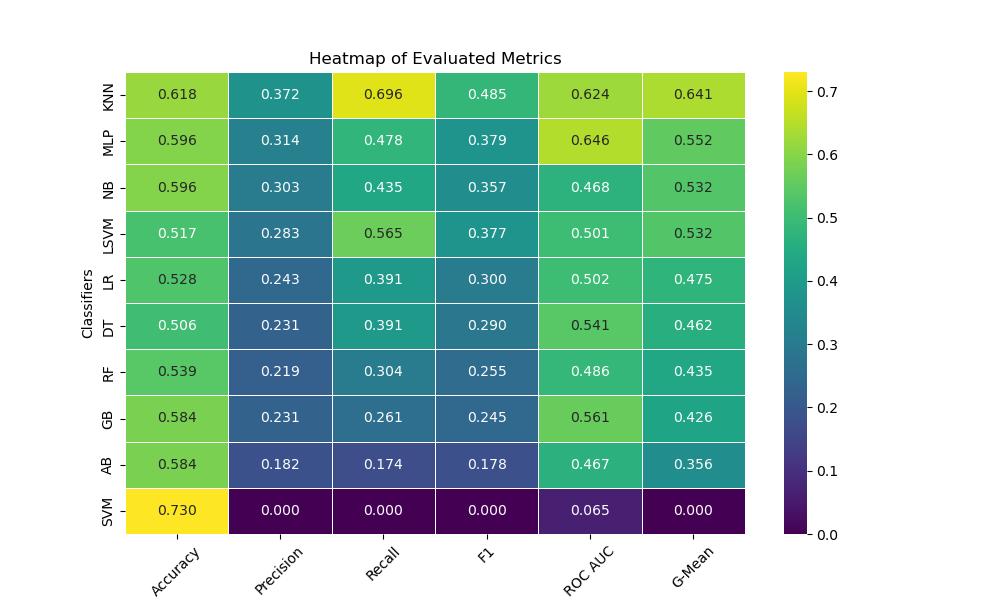 Heatmap of Evaluated Metrics
Classifiers
KNN 0.618 0.372 0.696 0.485 0.624 0.641
MLP 0.596 0.314 0.478 0.379 0.646 0.552
NB 0.596 0.303 0.435 0.357 0.468 0.532
LSVM 0.517 0.283 0.565 0.377 0.501 0.532
LR 0.528 0.243 0.391 0.300 0.502 0.475
DT 0.506 0.231 0.391 0.290 0.541 0.462
RF 0.539 0.219 0.304 0.255 0.486 0.435
GB 0.584 0.231 0.261 0.245 0.561 0.426
AB 0.584 0.182 0.174 0.178 0.467 0.356
SVM 0.730 0.000 0.000 0.000 0.065 0.000
Accuracy Precision Recall F1 ROC AUC G-Mean
0.7
0.6
0.5
0.4
0.3
0.2
0.1
0.0